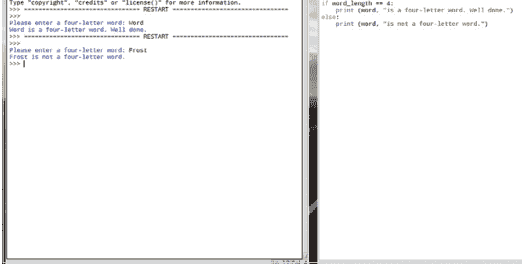 Type "copyright", "credits" or "license()" for more information.
>>> ================================ RESTART ================================
>>>
Please enter a four-letter word: Word
Word is a four-letter word. Well done.
>>> ================================ RESTART ================================
>>>
Please enter a four-letter word: Frost
Frost is not a four-letter word.
>>>
if word_length == 4:
    print (word, "is a four-letter word. Well done.")
else:
    print (word, "is not a four-letter word.")